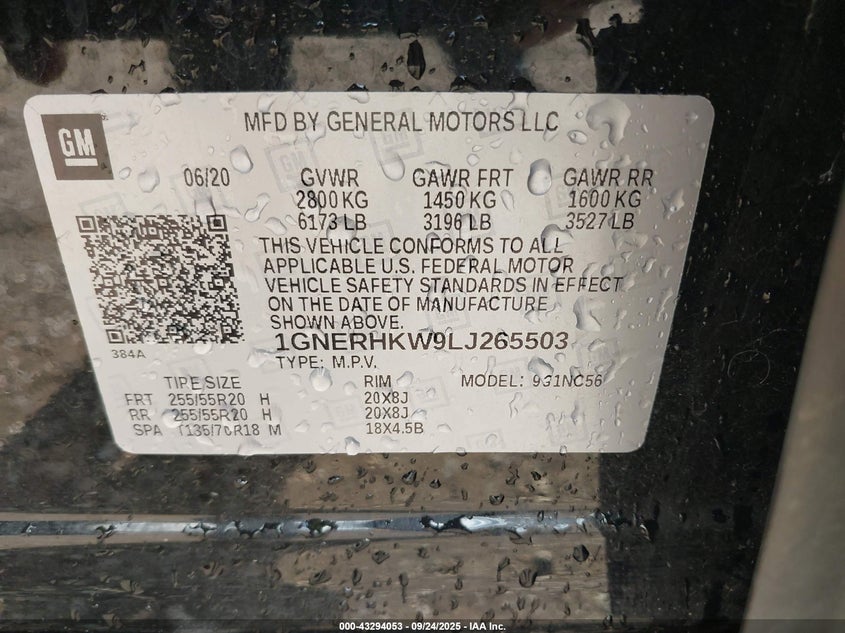 GM
MFD BY GENERAL MOTORS LLC
06/20 GVWR GAWR FRT GAWR RR
2800 KG 1450 KG 1600 KG
6173 LB 3196 LB 3527 LB
THIS VEHICLE CONFORMS TO ALL
APPLICABLE U.S. FEDERAL MOTOR
VEHICLE SAFETY STANDARDS IN EFFECT
ON THE DATE OF MANUFACTURE
SHOWN ABOVE.
384A
1GNERHKW9LJ265503
TYPE: M.P.V.
TIRE SIZE RIM MODEL:
FRT 255/55R20 H 20X8J
RR 255/55R20 H 20X8J
SPA T135/70R18 M 18X4.5B
000-43294053 - 09/24/2025 - IAA Inc.